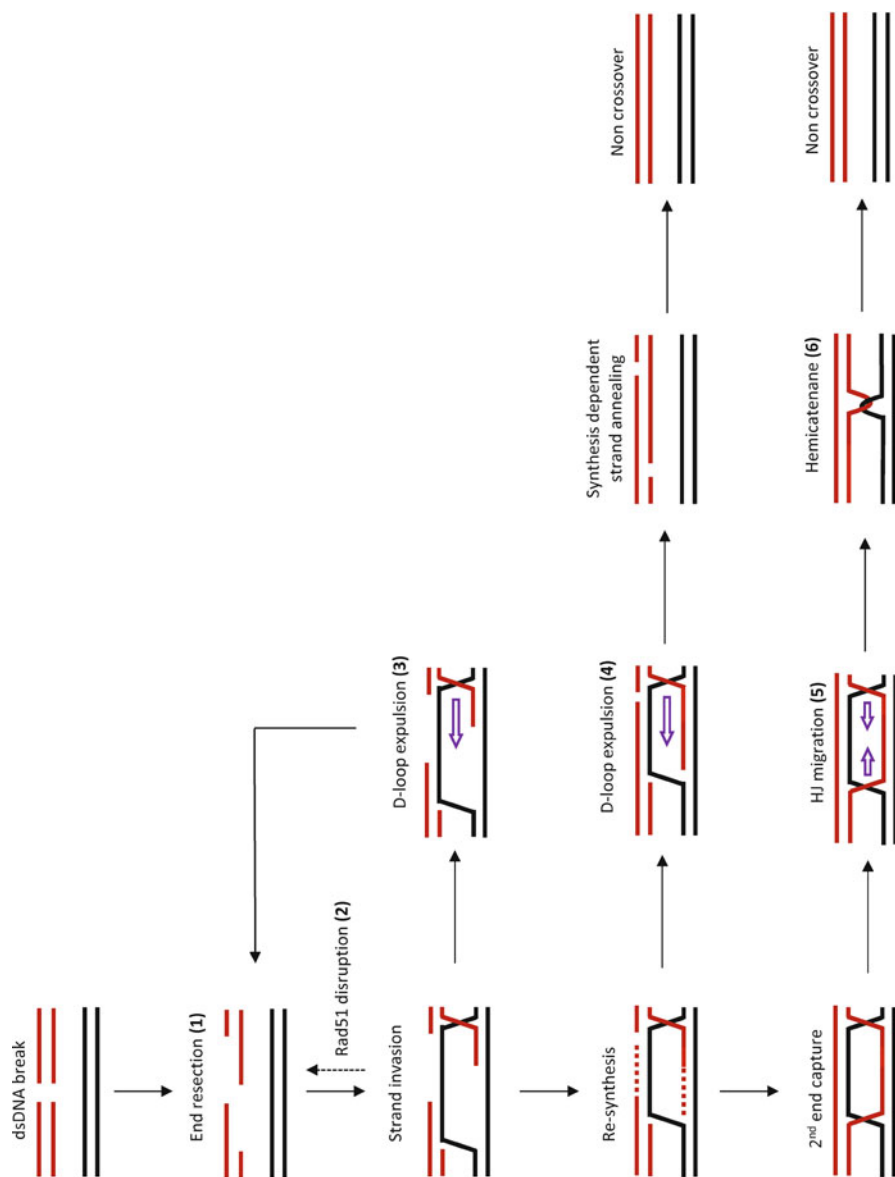 dsDNA break
End resection (1)
Rad51 disruption (2)
Strand invasion
D-loop expulsion (3)
Re-synthesis
D-loop expulsion (4)
Synthesis dependent
strand annealing
Non crossover
2nd end capture
HJ migration (5)
Hemicatenane (6)
Non crossover